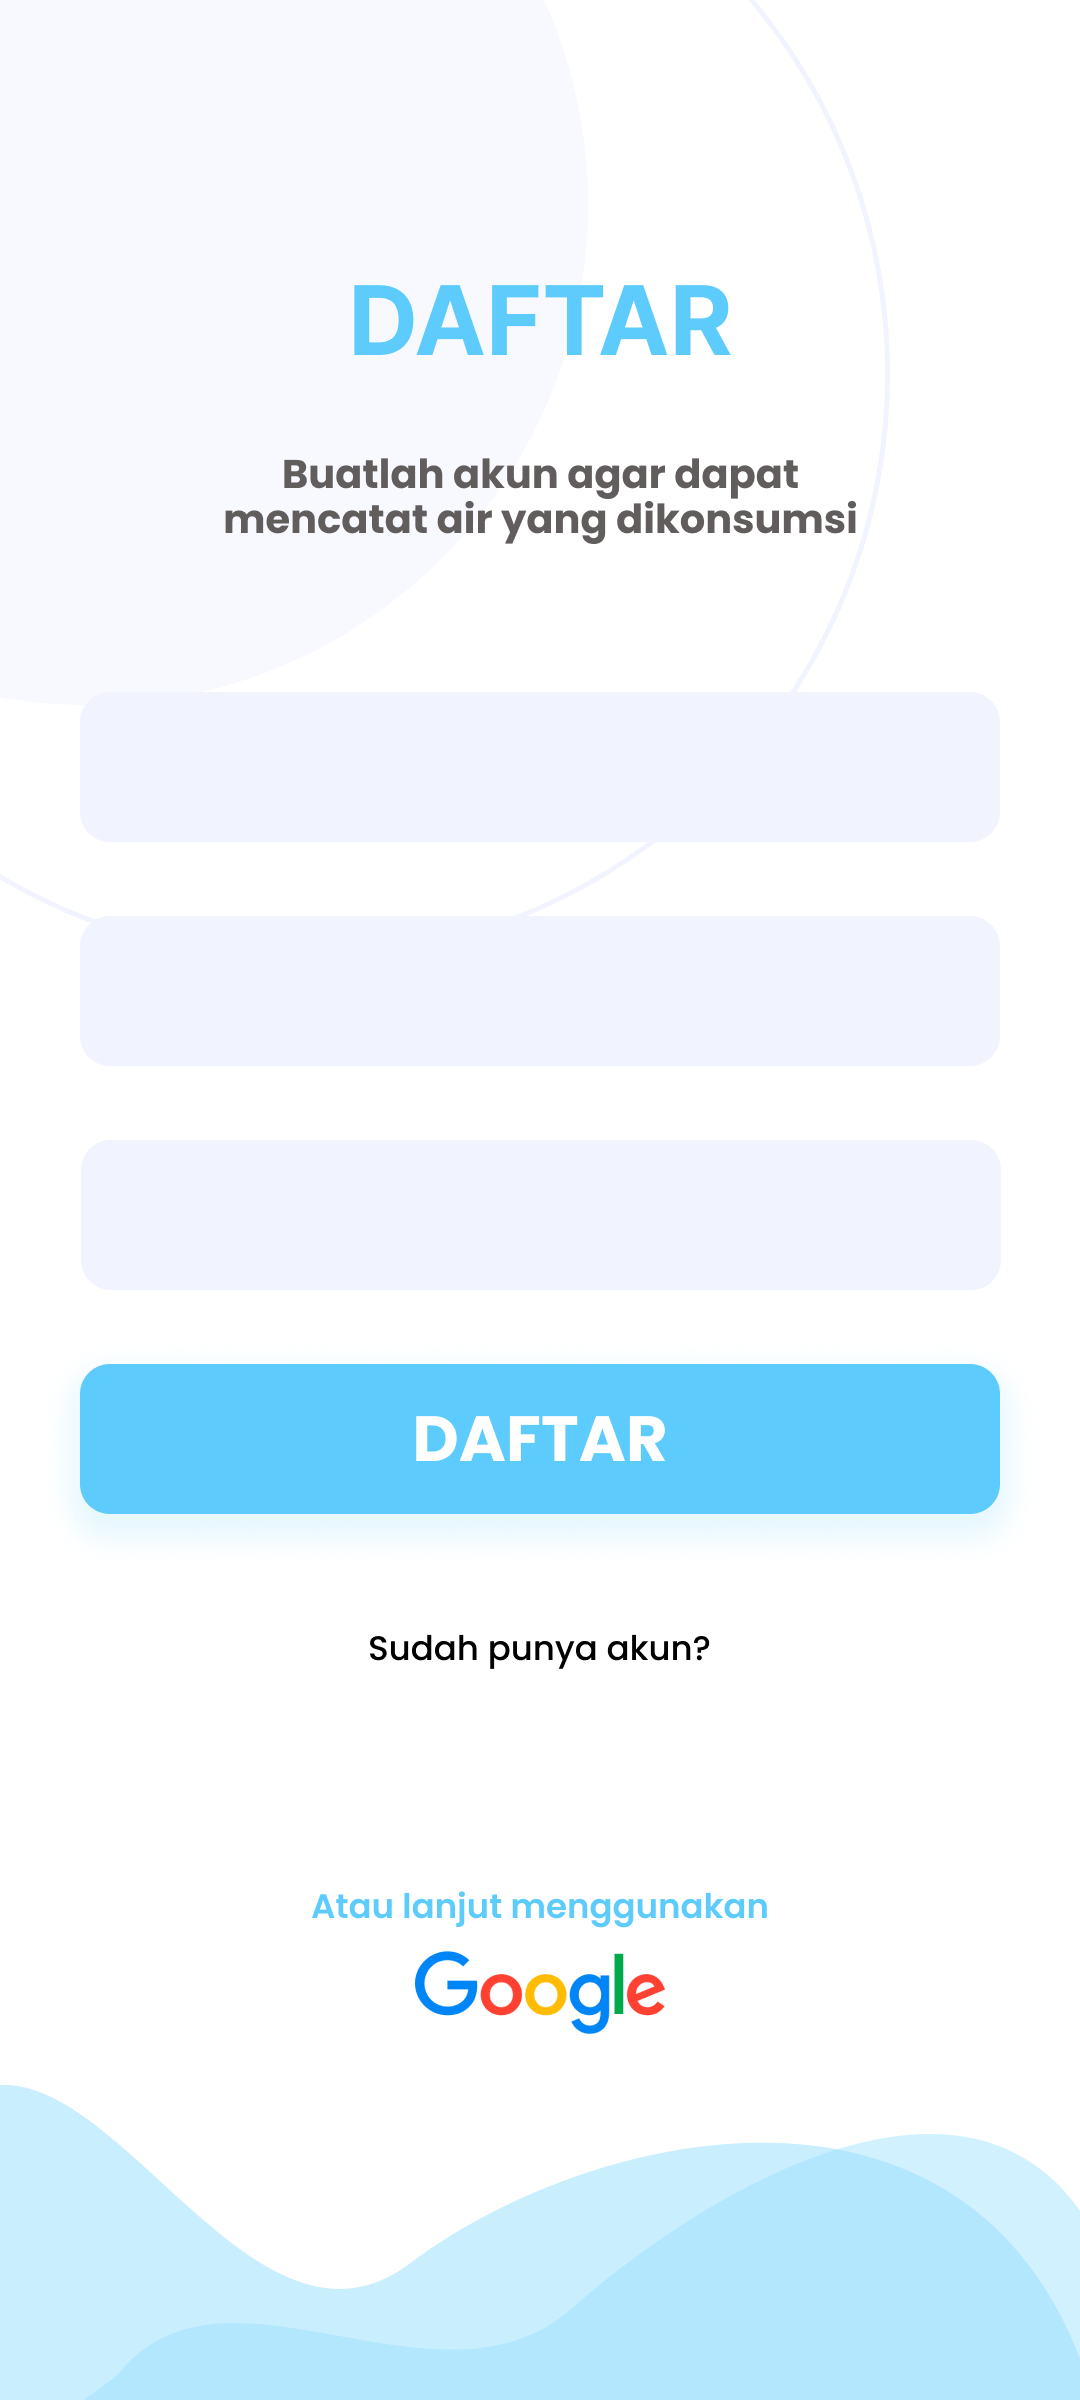 DAFTAR
Buatlah akun agar dapat
mencatat air yang dikonsumsi
DAFTAR
Sudah punya akun?
Atau lanjut menggunakan
Google